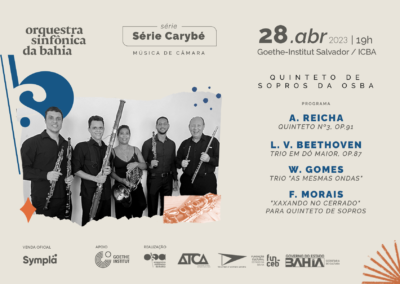 orquestra
sinfônica
da bahia
série
Série Carybé
MÚSICA DE CÂMARA
28.abr 2023 | 19h
Goethe-Institut Salvador / ICBA
QUINTETO DE
SOPROS DA OSBA
PROGRAMA
A. REICHA
QUINTETO Nº3, OP.91
L. V. BEETHOVEN
TRIO EM DÓ MAIOR, OP.87
W. GOMES
TRIO "AS MESMAS ONDAS"
F. MORAIS
"XAXANDO NO CERRADO"
PARA QUINTETO DE SOPROS
VENDA OFICIAL
Sympla
APOIO
GOETHE
INSTITUT
REALIZAÇÃO
ATCA
funceb
BAHIA